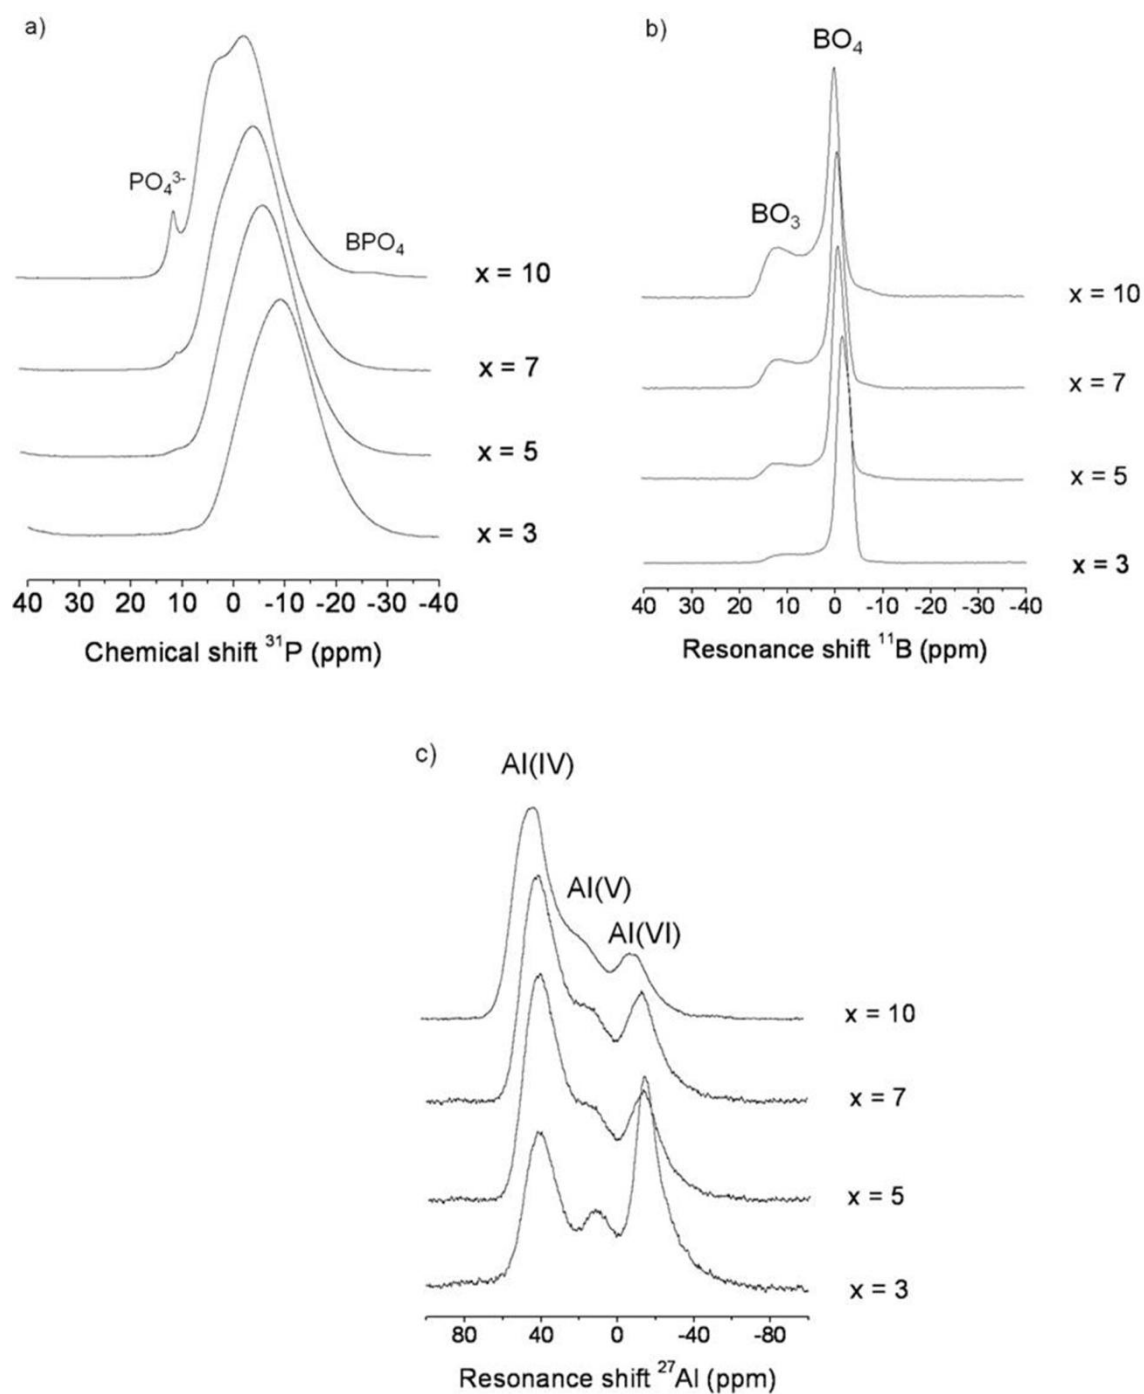 a)
PO₄³⁻
BPO₄
x = 10
x = 7
x = 5
x = 3
40 30 20 10 0 -10 -20 -30 -40
Chemical shift ³¹P (ppm)
b)
BO₄
BO₃
x = 10
x = 7
x = 5
x = 3
40 30 20 10 0 -10 -20 -30 -40
Resonance shift ¹¹B (ppm)
c)
Al(IV)
Al(V)
Al(VI)
x = 10
x = 7
x = 5
x = 3
80 40 0 -40 -80
Resonance shift ²⁷Al (ppm)